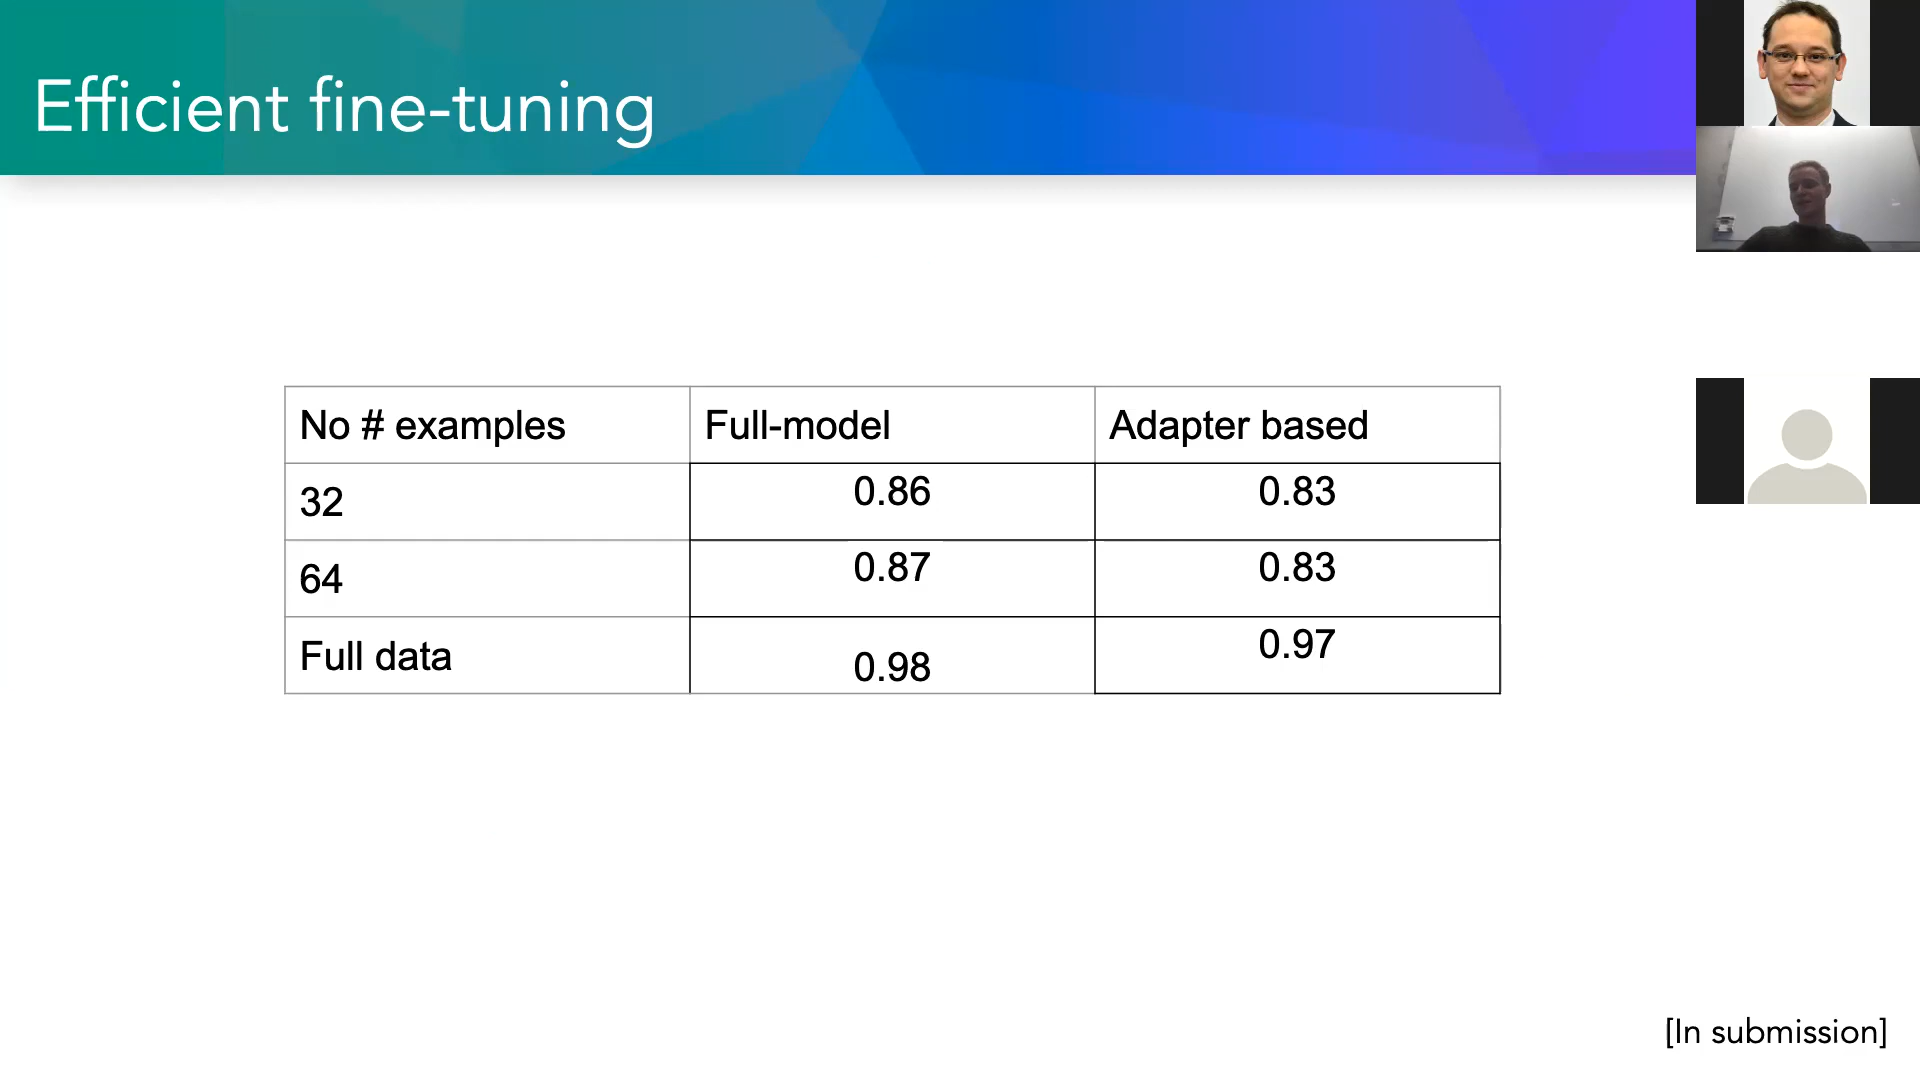 Efficient fine-tuning
No # examples Full-model Adapter based
32 0.86 0.83
64 0.87 0.83
Full data 0.98 0.97
[In submission]